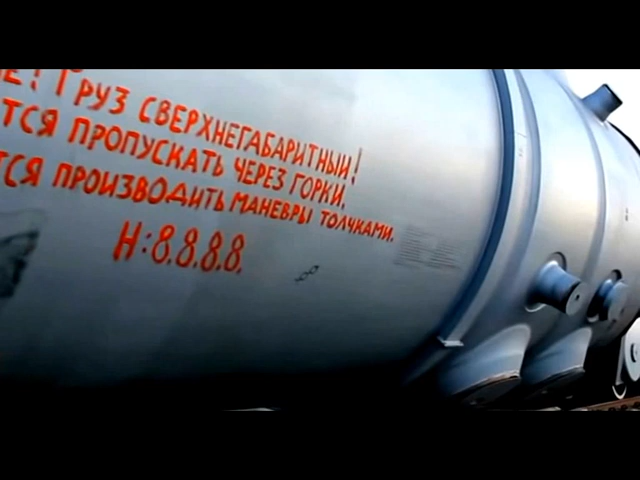 Е! ГРУЗ СВЕРХНЕГАБАРИТНЫЙ!
ТСЯ ПРОПУСКАТЬ ЧЕРЕЗ ГОРКИ.
ТСЯ ПРОИЗВОДИТЬ МАНЕВРЫ ТОЛЧКАМИ.
Н:8.8.8.8.